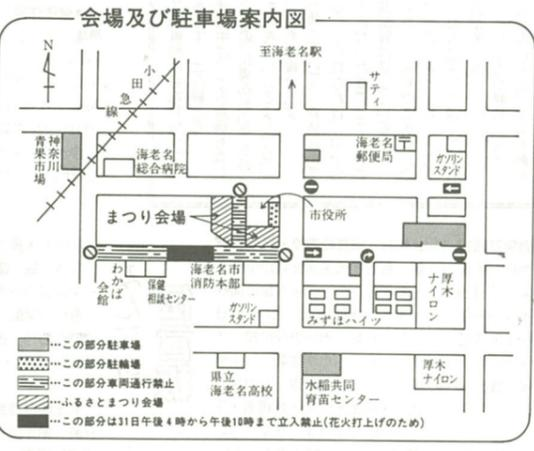 会場及び駐車場案内図
N
至海老名駅
小田急線
サティ
神奈川
青果市場
海老名
総合病院
海老名
郵便局
ガソリン
スタンド
まつり会場
市役所
わかば
会館
保健
相談センター
海老名市
消防本部
ガソリン
スタンド
みずほハイツ
厚木
ナイロン
県立
海老名高校
水稲共同
育苗センター
厚木
ナイロン
…この部分駐車場
…この部分駐輪場
…この部分車両通行禁止
…ふるさとまつり会場
…この部分は31日午後4時から午後10時まで立入禁止(花火打上げのため)